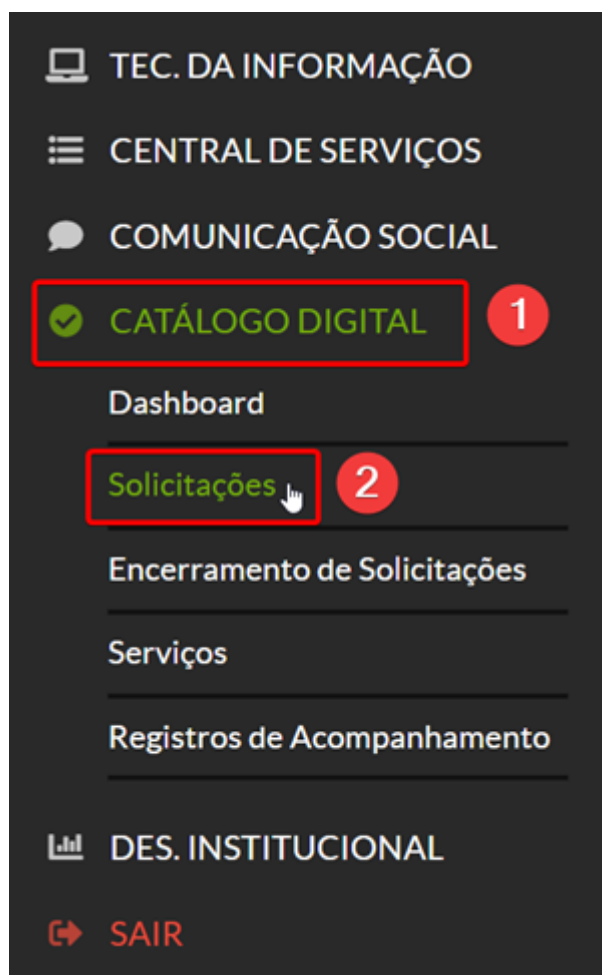 TEC. DA INFORMAÇÃO
CENTRAL DE SERVIÇOS
COMUNICAÇÃO SOCIAL
CATÁLOGO DIGITAL 1
Dashboard
Solicitações 2
Encerramento de Solicitações
Serviços
Registros de Acompanhamento
DES. INSTITUCIONAL
SAIR